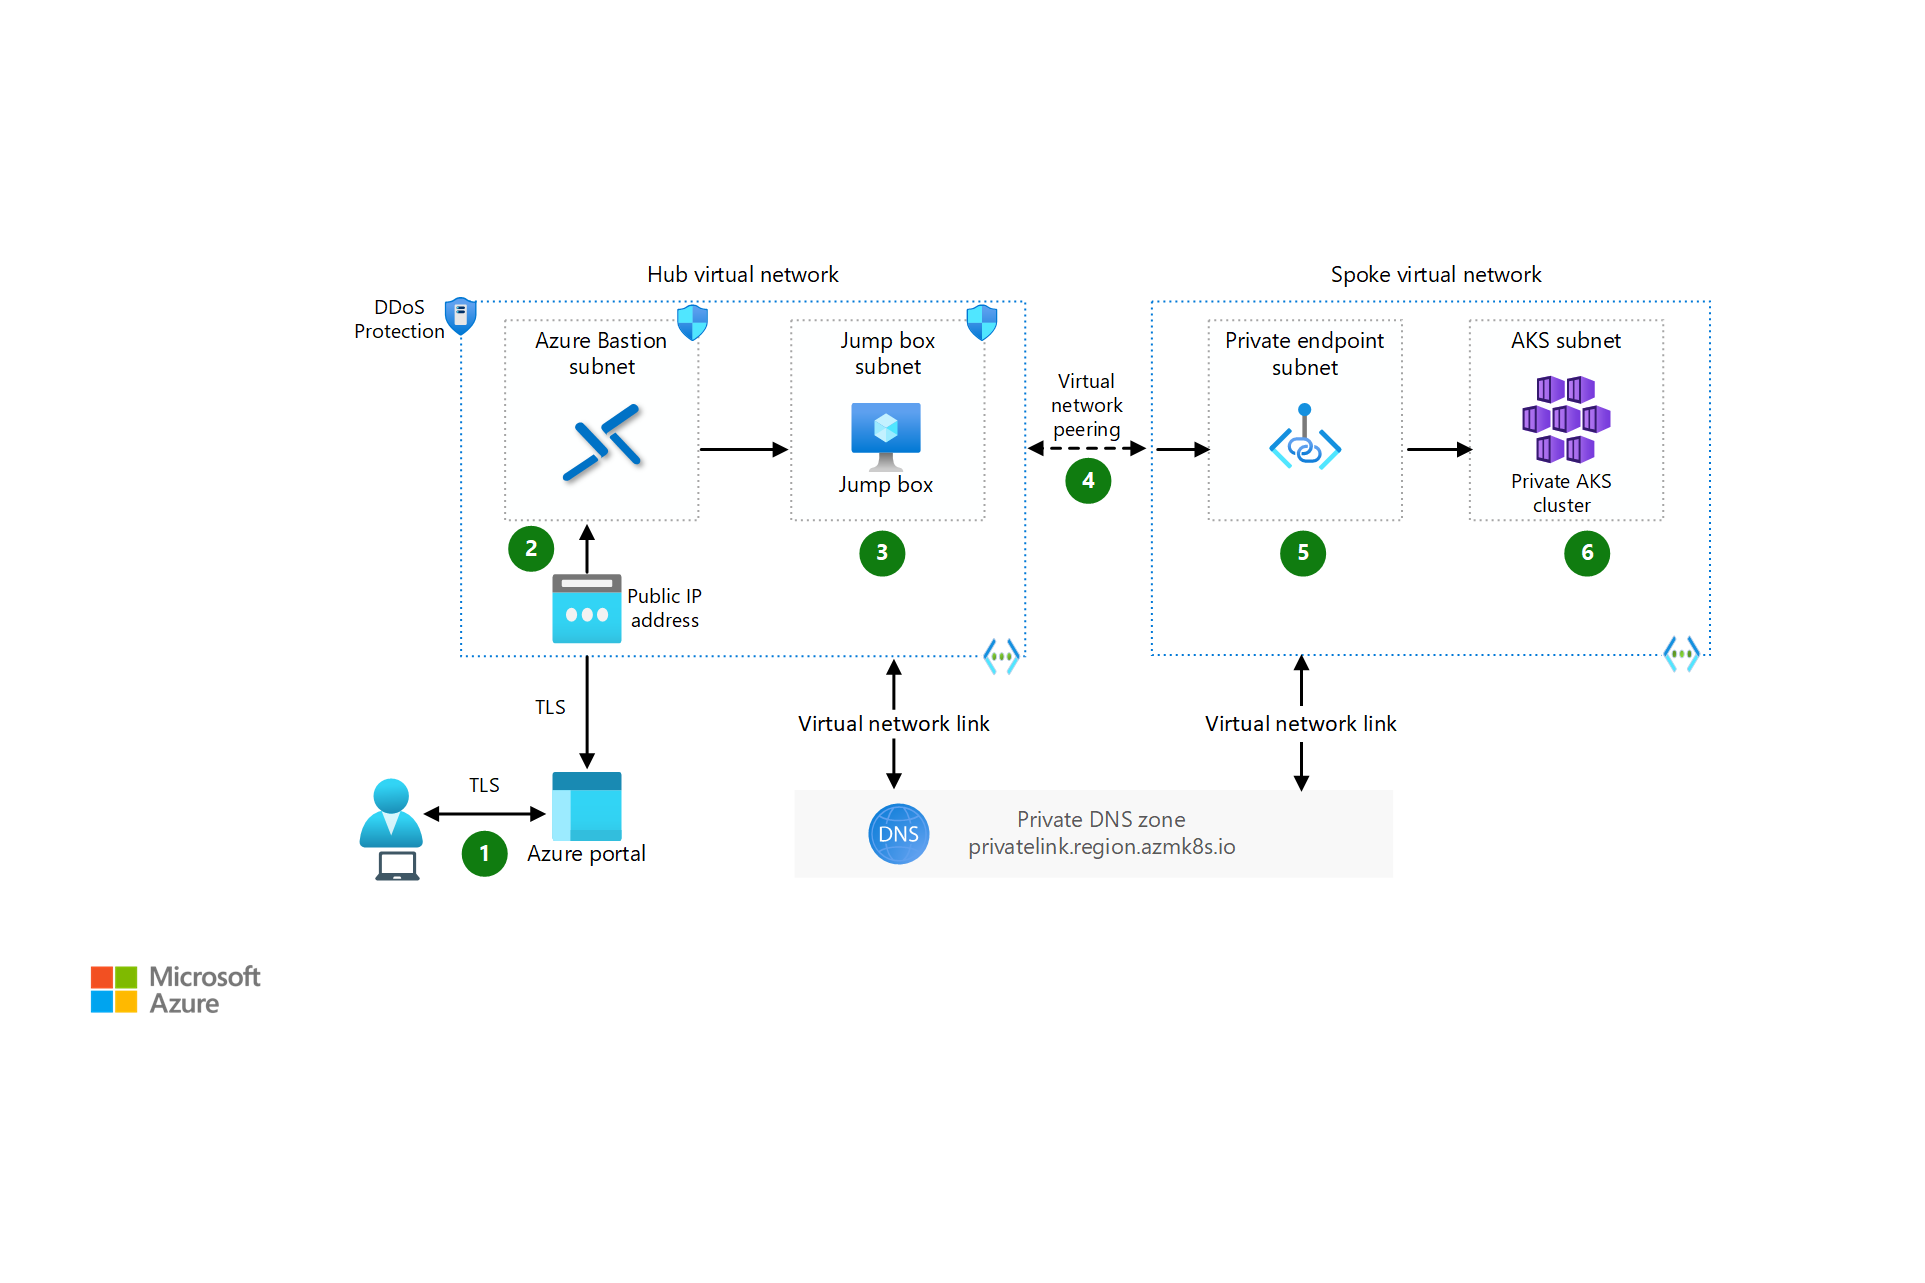 Hub virtual network
Spoke virtual network
DDoS
Protection
Azure Bastion
subnet
Jump box
subnet
Jump box
Virtual
network
peering
4
Private endpoint
subnet
AKS subnet
Private AKS
cluster
2
3
5
6
Public IP
address
TLS
Virtual network link
Virtual network link
TLS
1
Azure portal
DNS
Private DNS zone
privatelink.region.azmk8s.io
Microsoft
Azure